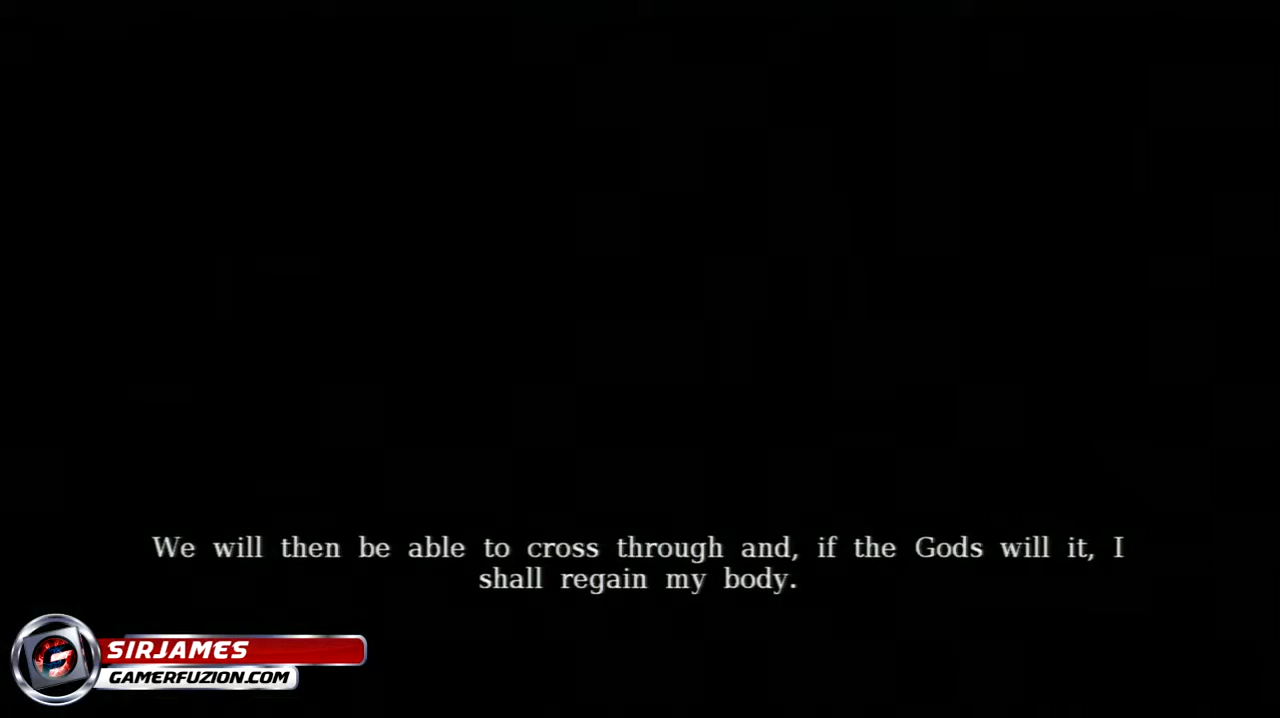 We will then be able to cross through and, if the Gods will it, I
shall regain my body.
SIRJAMES
GAMERFUZION.COM